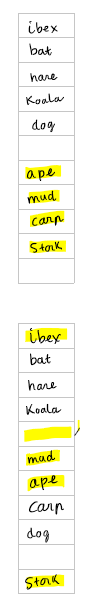 ibex
bat
hare
Koala
dog
ape
mud
carp
Stork
ibex
bat
hare
Koala
mud
ape
Carp
dog
Stork